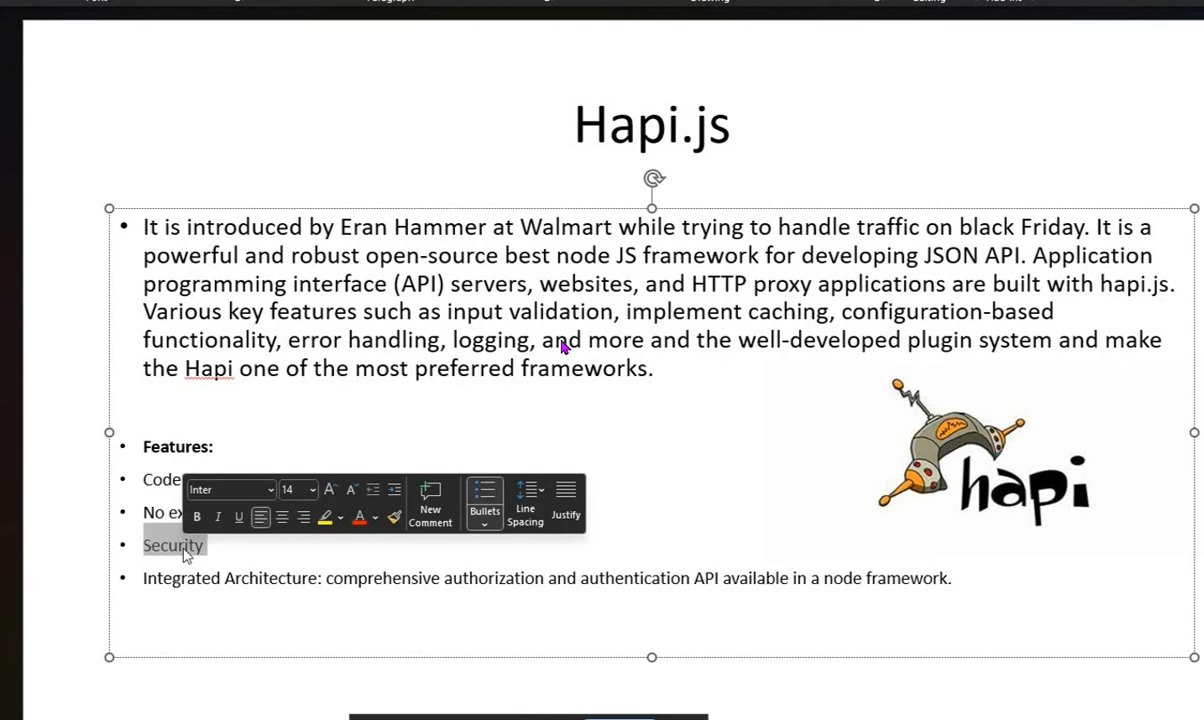 Hapi.js
• It is introduced by Eran Hammer at Walmart while trying to handle traffic on black Friday. It is a
powerful and robust open-source best node JS framework for developing JSON API. Application
programming interface (API) servers, websites, and HTTP proxy applications are built with hapi.js.
Various key features such as input validation, implement caching, configuration-based
functionality, error handling, logging, and more and the well-developed plugin system and make
the Hapi one of the most preferred frameworks.
hapi
• Features:
• Code
Inter 14 A A
New
Comment
Bullets
Line
Spacing
Justify
B I U A
• No ex
• Security
• Integrated Architecture: comprehensive authorization and authentication API available in a node framework.